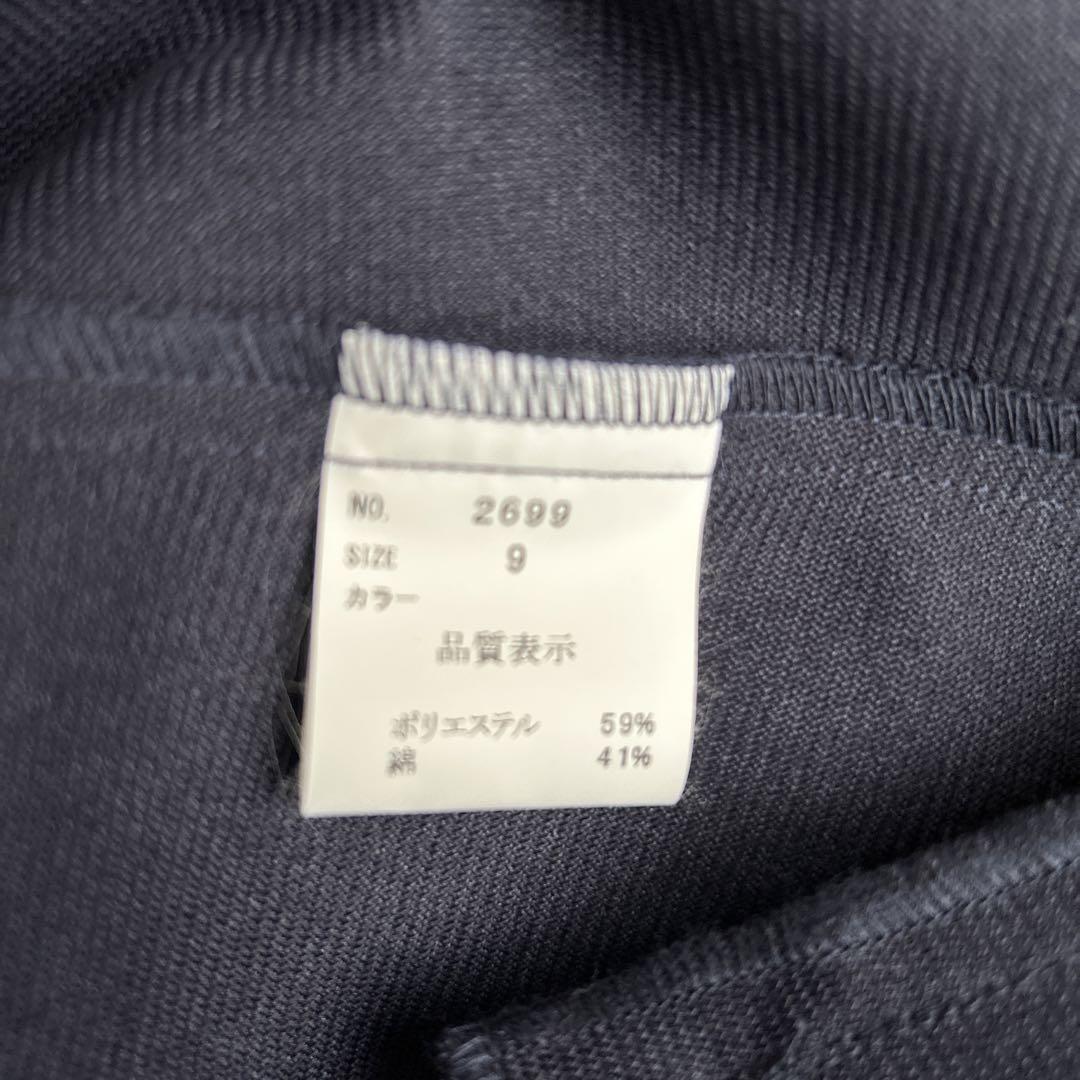 NO. 2699
SIZE 9
カラー
品質表示
ポリエステル 59%
綿 41%